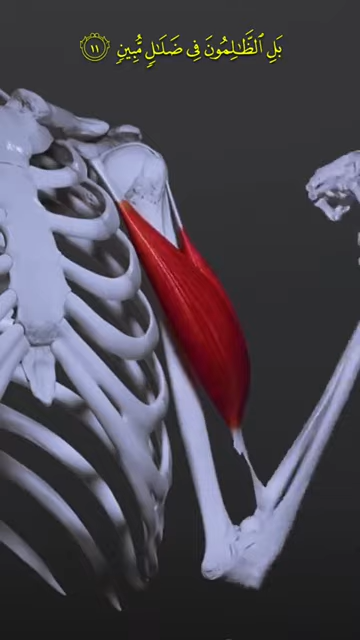 بَلِ ٱلظَّـٰلِمُونَ فِى ضَلَـٰلٍۢ مُّبِينٍۢ ١١